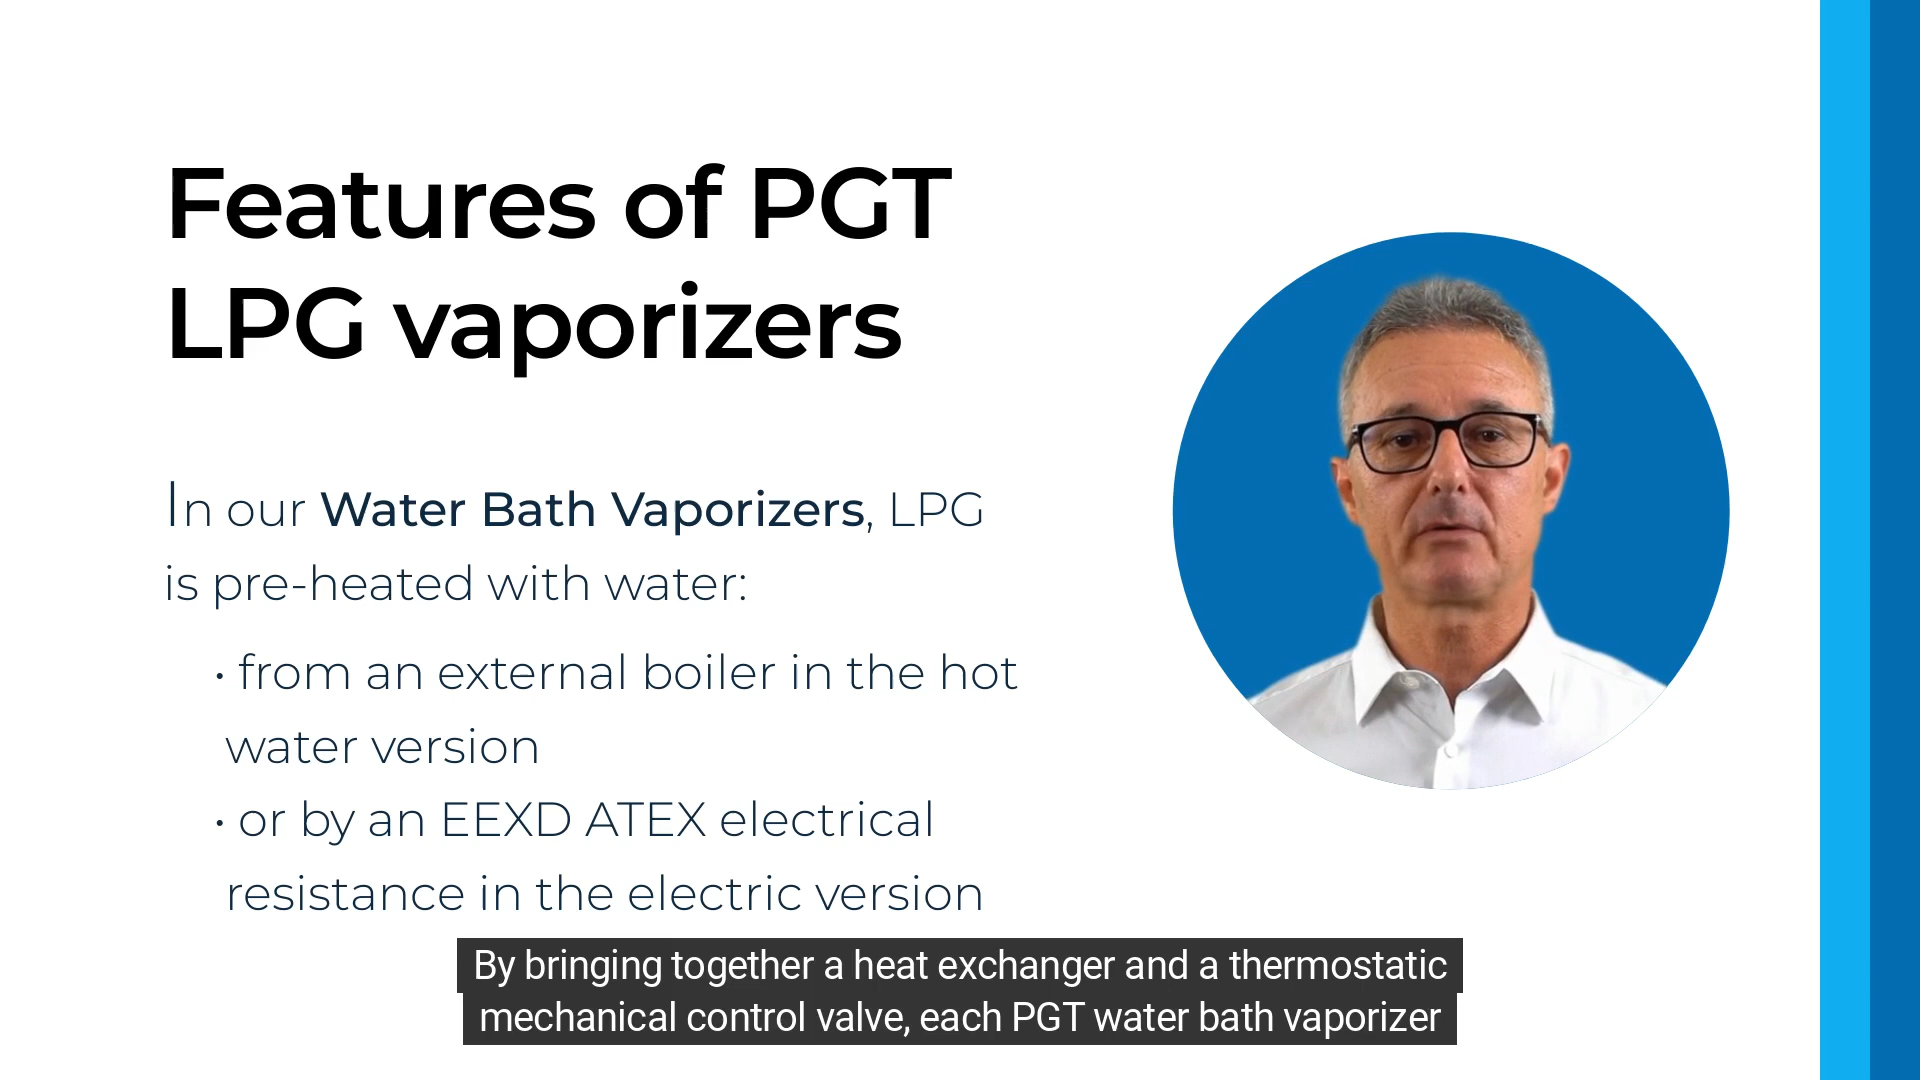 Features of PGT
LPG vaporizers
In our Water Bath Vaporizers, LPG
is pre-heated with water:
• from an external boiler in the hot
water version
• or by an EEXD ATEX electrical
resistance in the electric version
By bringing together a heat exchanger and a thermostatic
mechanical control valve, each PGT water bath vaporizer